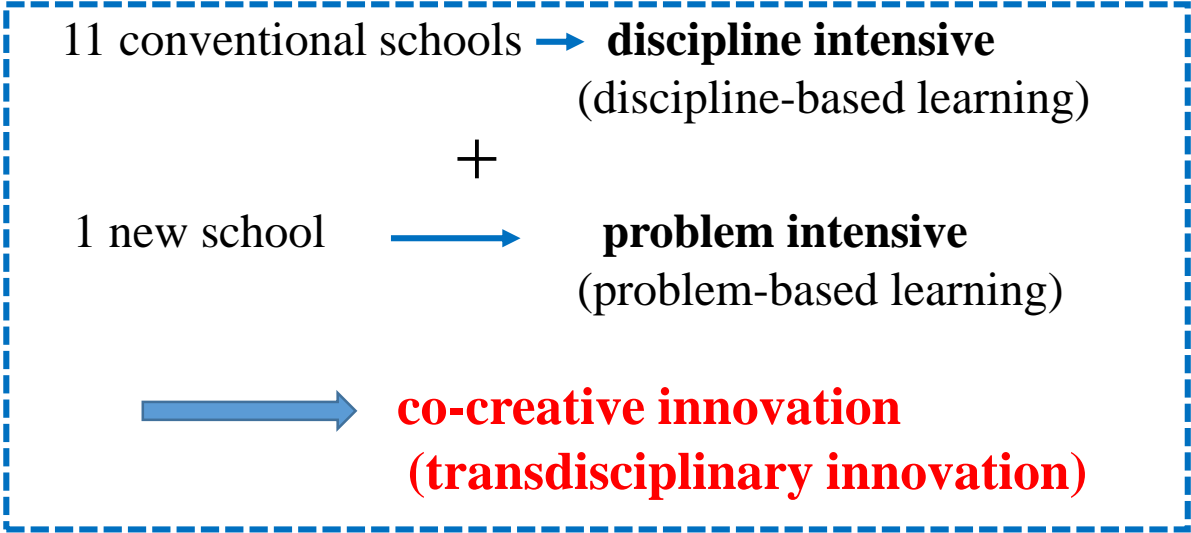 11 conventional schools → discipline intensive
(discipline-based learning)
+
1 new school → problem intensive
(problem-based learning)
co-creative innovation
(transdisciplinary innovation)